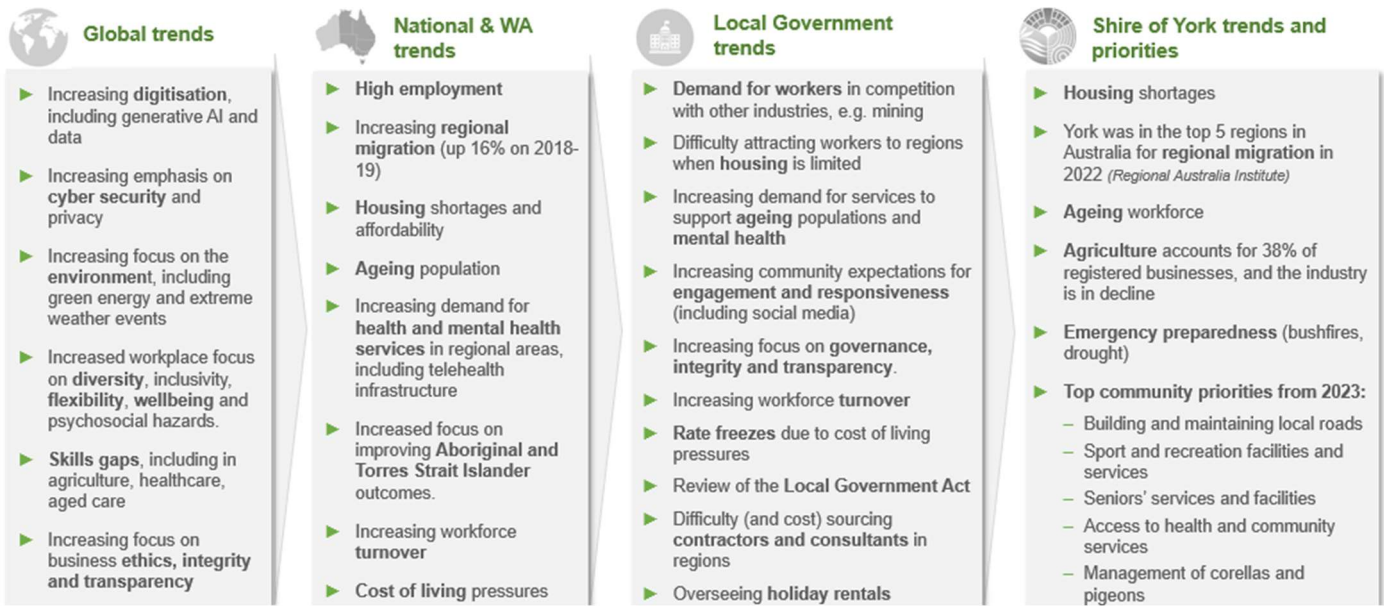 Global trends
Increasing digitisation,
including generative AI and
data
Increasing emphasis on
cyber security and
privacy
Increasing focus on the
environment, including
green energy and extreme
weather events
Increased workplace focus
on diversity, inclusivity,
flexibility, wellbeing and
psychosocial hazards.
Skills gaps, including in
agriculture, healthcare,
aged care
Increasing focus on
business ethics, integrity
and transparency
National & WA
trends
High employment
Increasing regional
migration (up 16% on 2018-
19)
Housing shortages and
affordability
Ageing population
Increasing demand for
health and mental health
services in regional areas,
including telehealth
infrastructure
Increased focus on
improving Aboriginal and
Torres Strait Islander
outcomes.
Increasing workforce
turnover
Cost of living pressures
Local Government
trends
Demand for workers in competition
with other industries, e.g. mining
Difficulty attracting workers to regions
when housing is limited
Increasing demand for services to
support ageing populations and
mental health
Increasing community expectations for
engagement and responsiveness
(including social media)
Increasing focus on governance,
integrity and transparency.
Increasing workforce turnover
Rate freezes due to cost of living
pressures
Review of the Local Government Act
Difficulty (and cost) sourcing
contractors and consultants in
regions
Overseeing holiday rentals
Shire of York trends and
priorities
Housing shortages
York was in the top 5 regions in
Australia for regional migration in
2022 (Regional Australia Institute)
Ageing workforce
Agriculture accounts for 38% of
registered businesses, and the industry
is in decline
Emergency preparedness (bushfires,
drought)
Top community priorities from 2023:
– Building and maintaining local roads
– Sport and recreation facilities and
services
– Seniors' services and facilities
– Access to health and community
services
– Management of corellas and
pigeons